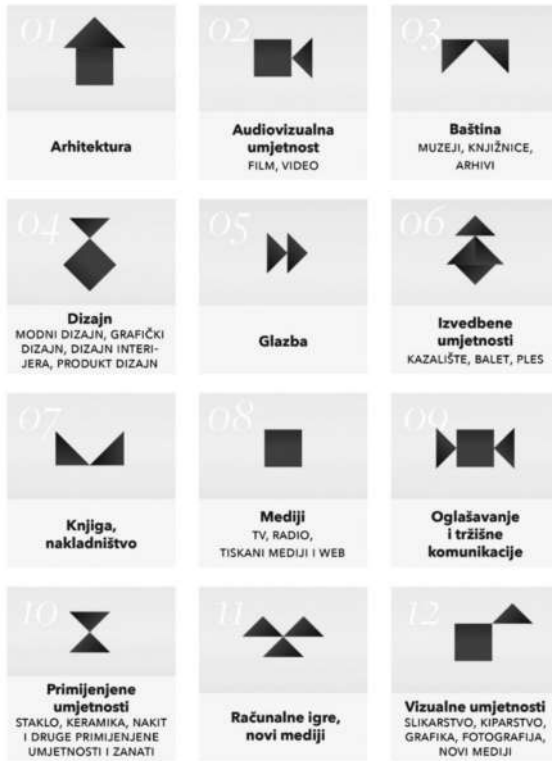 01
Arhitektura
02
Audiovizualna
umjetnost
FILM, VIDEO
03
Baština
MUZEJI, KNJIŽNICE,
ARHIVI
04
Dizajn
MODNI DIZAJN, GRAFIČKI
DIZAJN, DIZAJN INTERI-
JERA, PRODUKT DIZAJN
05
Glazba
06
Izvedbene
umjetnosti
KAZALIŠTE, BALET, PLES
07
Knjiga,
nakladništvo
08
Mediji
TV, RADIO,
TISKANI MEDIJI I WEB
09
Oglašavanje
i tržišne
komunikacije
10
Primijenjene
umjetnosti
STAKLO, KERAMIKA, NAKIT
I DRUGE PRIMIJENJENE
UMJETNOSTI I ZANATI
11
Računalne igre,
novi mediji
12
Vizualne umjetnosti
SLIKARSTVO, KIPARSTVO,
GRAFIKA, FOTOGRAFIJA,
NOVI MEDIJI